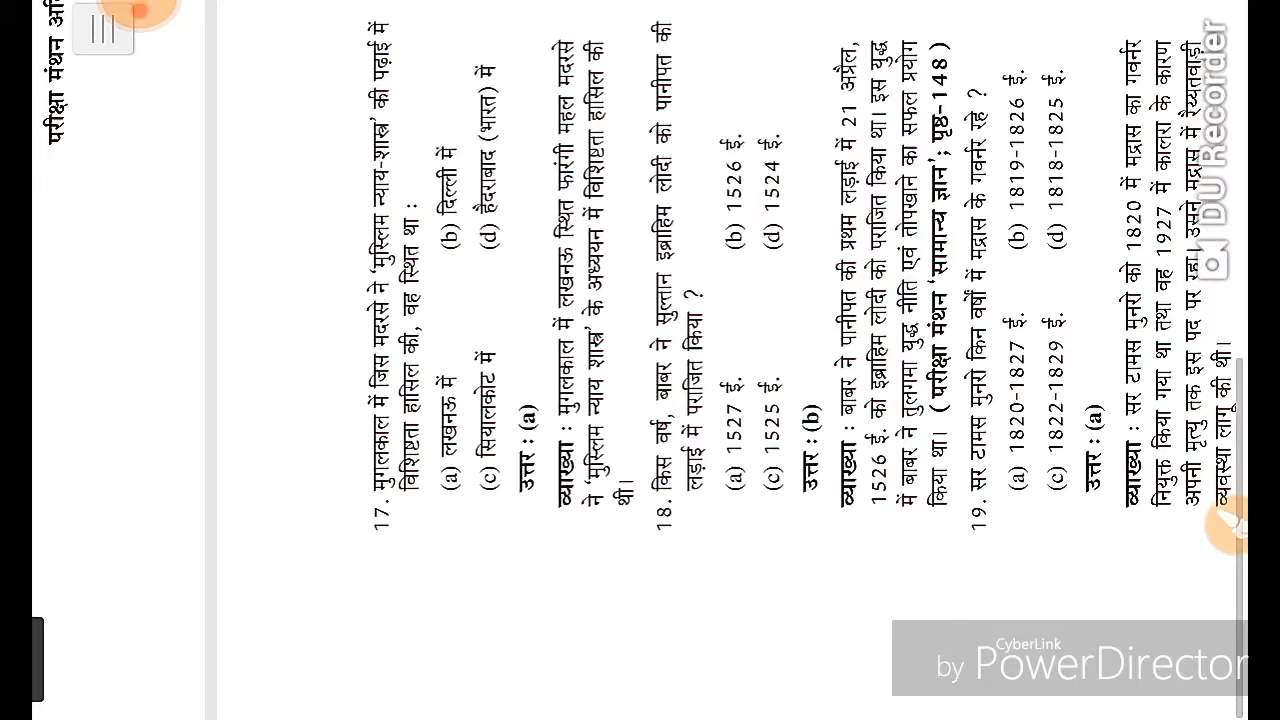 परीक्षा मंथन
17. मुगलकाल में जिस मदरसे ने 'मुस्लिम न्याय-शास्त्र' की पढ़ाई में
विशिष्टता हासिल की, वह स्थित था :
(a) लखनऊ में (b) दिल्ली में
(c) सियालकोट में (d) हैदराबाद (भारत) में
उत्तर : (a)
व्याख्या : मुगलकाल में लखनऊ स्थित फारंगी महल मदरसे
ने 'मुस्लिम न्याय शास्त्र' के अध्ययन में विशिष्टता हासिल की
थी।
18. किस वर्ष, बाबर ने सुल्तान इब्राहिम लोदी को पानीपत की
लड़ाई में पराजित किया ?
(a) 1527 ई. (b) 1526 ई.
(c) 1525 ई. (d) 1524 ई.
उत्तर : (b)
व्याख्या : बाबर ने पानीपत की प्रथम लड़ाई में 21 अप्रैल,
1526 ई. को इब्राहिम लोदी को पराजित किया था। इस युद्ध
में बाबर ने तुलगमा युद्ध नीति एवं तोपखाने का सफल प्रयोग
किया था। ( परीक्षा मंथन 'सामान्य ज्ञान'; पृष्ठ-148)
19. सर टामस मुनरो किन वर्षों में मद्रास के गवर्नर रहे ?
(a) 1820-1827 ई. (b) 1819-1826 ई.
(c) 1822-1829 ई. (d) 1818-1825 ई.
उत्तर : (a)
व्याख्या : सर टामस मुनरो को 1820 में मद्रास का गवर्नर
नियुक्त किया गया था तथा वह 1927 में कालरा के कारण
अपनी मृत्यु तक इस पद पर रहा। उसने मद्रास में रैय्यतवाड़ी
व्यवस्था लागू की थी।
DU Recorder
CyberLink
by PowerDirector